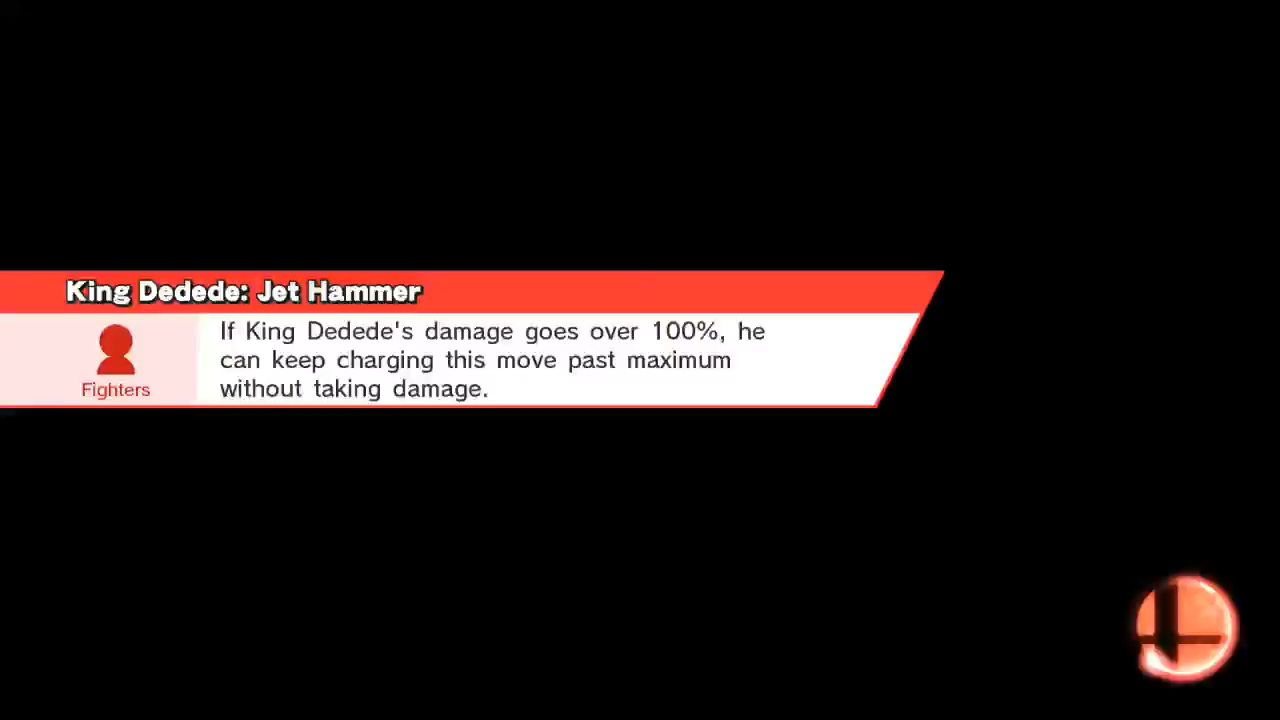 King Dedede: Jet Hammer
If King Dedede's damage goes over 100%, he
can keep charging this move past maximum
without taking damage.
Fighters